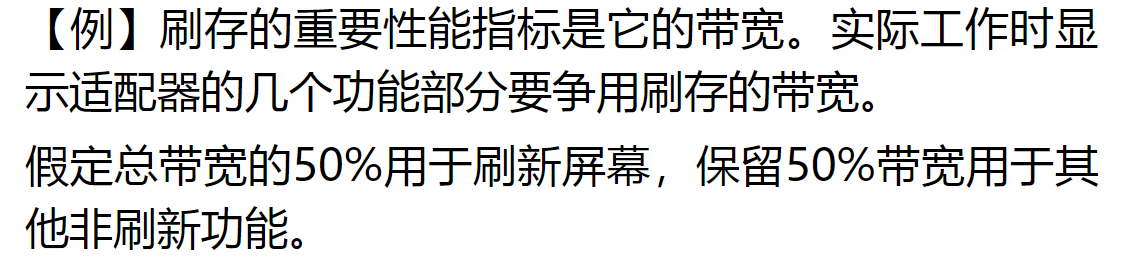 【例】刷存的重要性能指标是它的带宽。实际工作时显
示适配器的几个功能部分要争用刷存的带宽。
假定总带宽的50%用于刷新屏幕，保留50%带宽用于其
他非刷新功能。